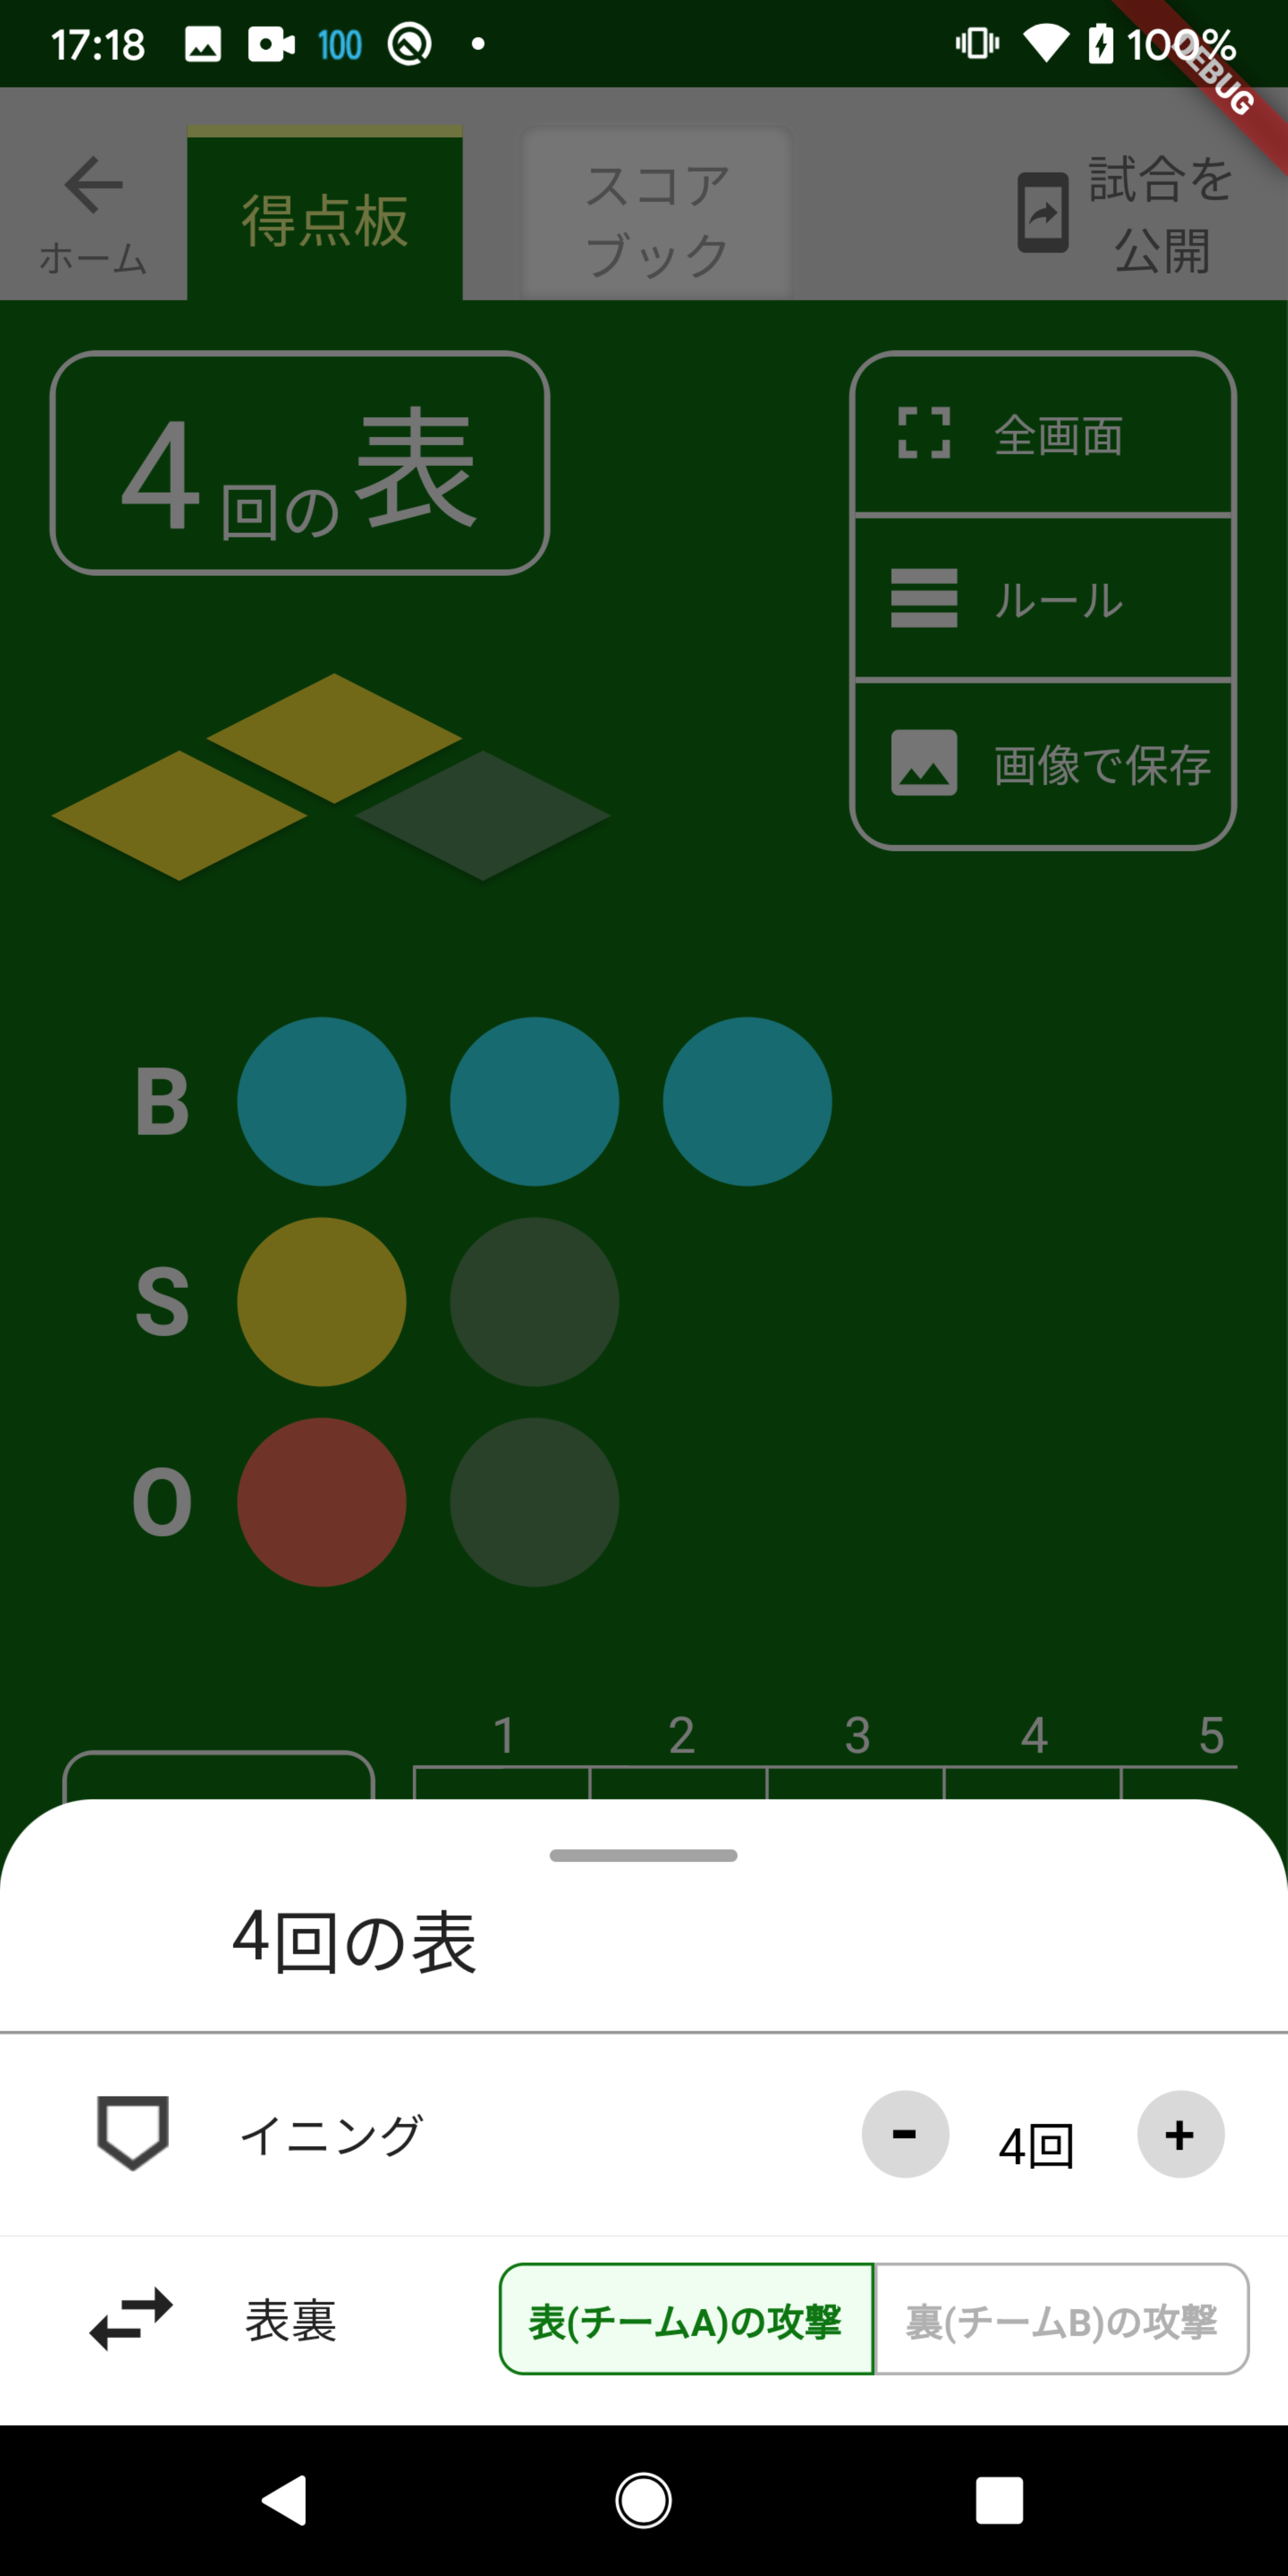 17:18 100 100%
DEBUG
ホーム
得点板
スコア
ブック
試合を
公開
4回の表
全画面
ルール
画像で保存
B
S
O
1 2 3 4 5
4回の表
イニング - 4回 +
表裏 表(チームA)の攻撃 裏(チームB)の攻撃